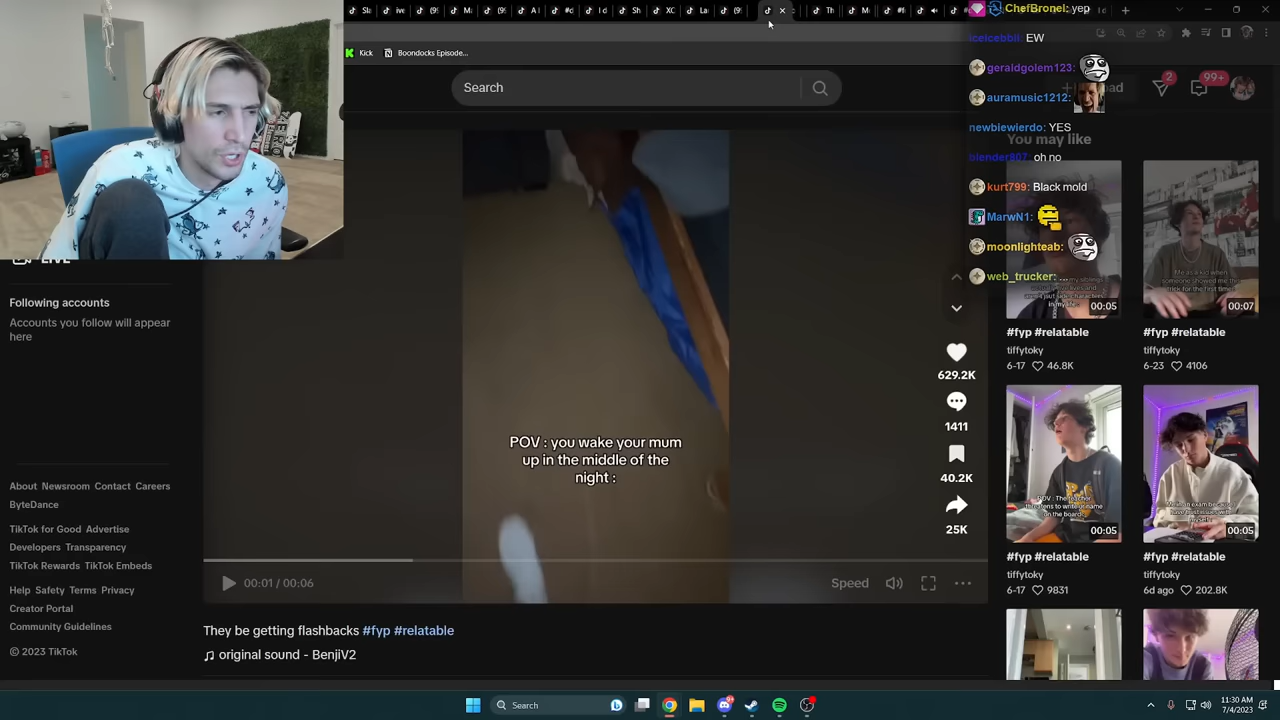 Kick
Boondocks Episode...
Search
ChefBronel: yep
icelcebbll: EW
geraldgolem123:
2
99+
auramusic1212:
newbiewierdo: YES
You may like
blender807: oh no
kurt799: Black mold
MarwN1:
moonlighteab:
web_trucker: ...
LIVE
Following accounts
Accounts you follow will appear
here
00:05
00:07
#fyp #relatable
tiffytoky
6-17 46.8K
#fyp #relatable
tiffytoky
6-23 4106
629.2K
1411
40.2K
25K
POV : you wake your mum
up in the middle of the
night :
00:05
00:05
#fyp #relatable
tiffytoky
6-17 9831
#fyp #relatable
tiffytoky
6d ago 202.8K
About Newsroom Contact Careers
ByteDance
TikTok for Good Advertise
Developers Transparency
TikTok Rewards TikTok Embeds
Help Safety Terms Privacy
Creator Portal
Community Guidelines
© 2023 TikTok
00:01 / 00:06
Speed
They be getting flashbacks #fyp #relatable
original sound - BenjiV2
Search
11:30 AM
7/4/2023